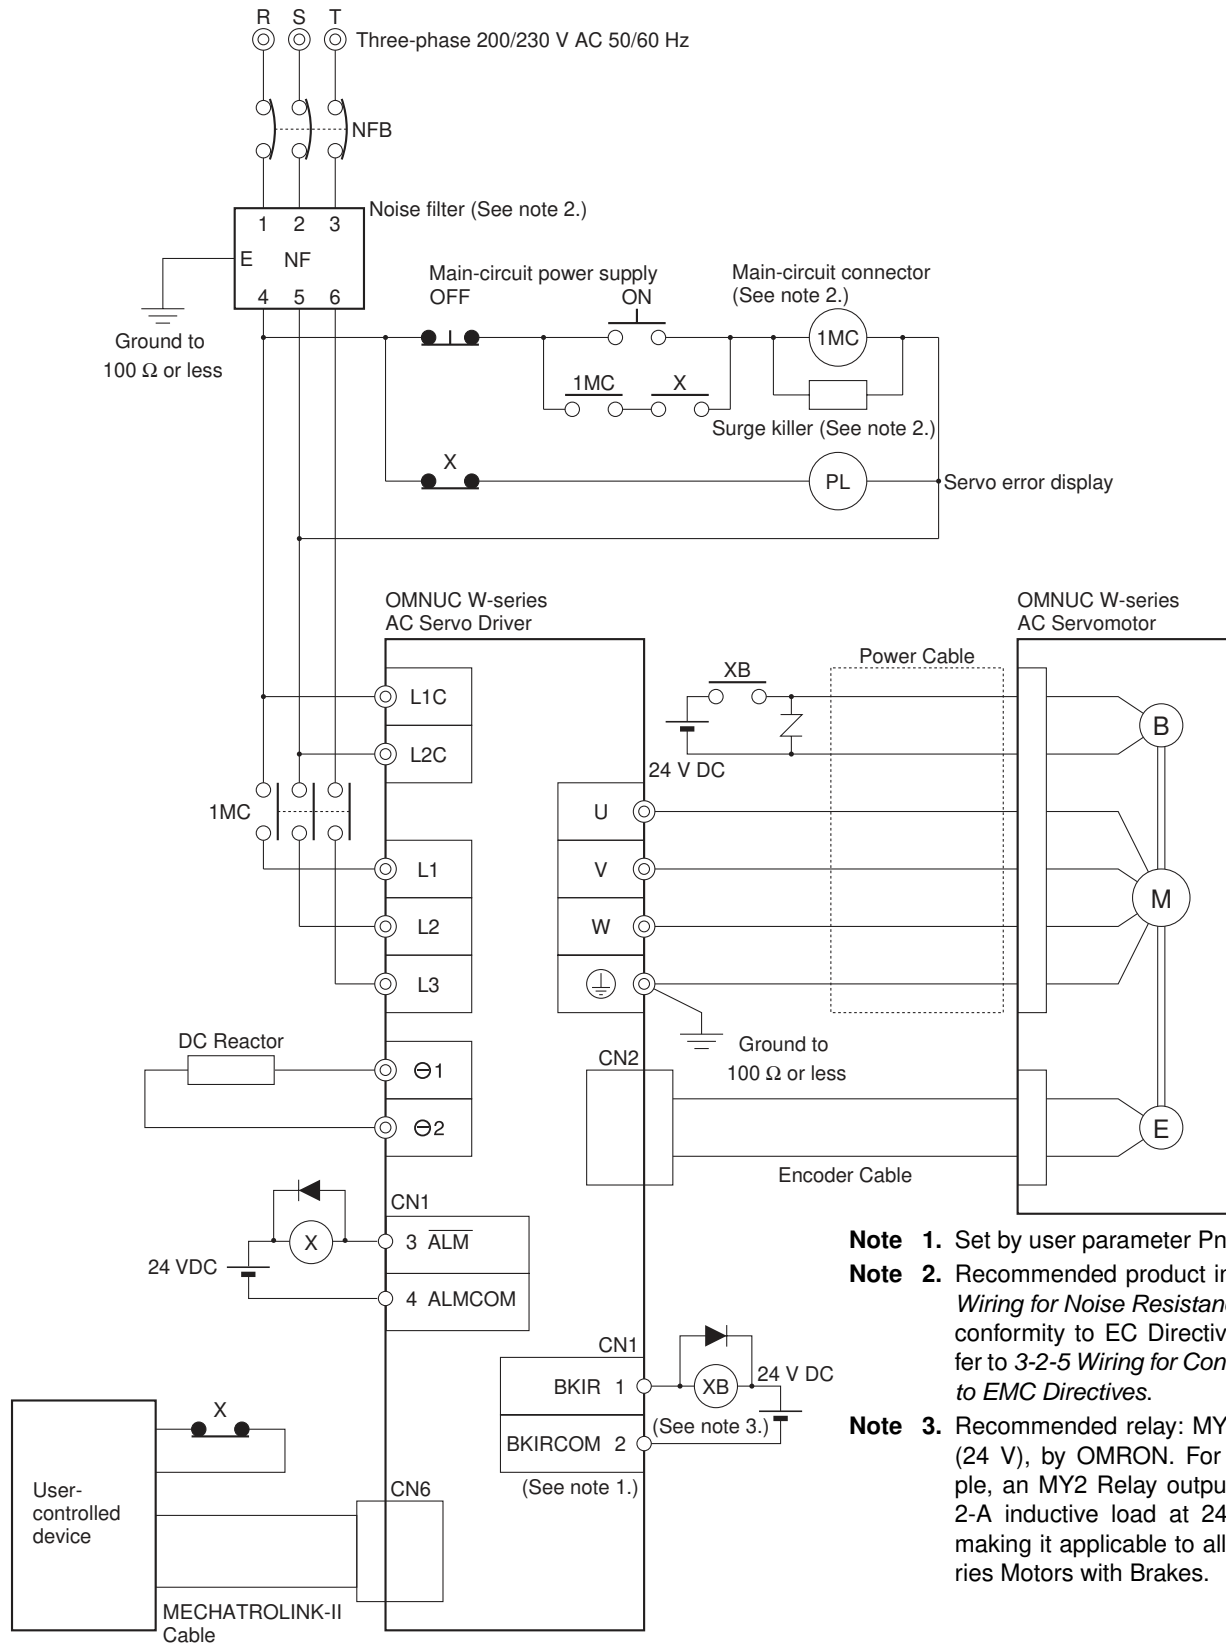 R S T
Three-phase 200/230 V AC 50/60 Hz
NFB
Noise filter (See note 2.)
1 2 3
E NF
4 5 6
Ground to
100 Ω or less
Main-circuit power supply
OFF ON
Main-circuit connector
(See note 2.)
1MC
1MC X
Surge killer (See note 2.)
X
PL
Servo error display
OMNUC W-series
AC Servo Driver
OMNUC W-series
AC Servomotor
XB
Power Cable
24 V DC
B
L1C
L2C
1MC
U
V
W
M
L1
L2
L3
Ground to
100 Ω or less
DC Reactor
⊖1
⊖2
CN2
E
Encoder Cable
CN1
X
24 VDC
3 ALM
4 ALMCOM
CN1
BKIR 1
BKIRCOM 2
XB
24 V DC
(See note 3.)
(See note 1.)
X
User-
controlled
device
CN6
MECHATROLINK-II
Cable
Note 1. Set by user parameter Pn
Note 2. Recommended product in
Wiring for Noise Resistan
conformity to EC Directiv
fer to 3-2-5 Wiring for Con
to EMC Directives.
Note 3. Recommended relay: MY
(24 V), by OMRON. For
ple, an MY2 Relay outpu
2-A inductive load at 24
making it applicable to all
ries Motors with Brakes.